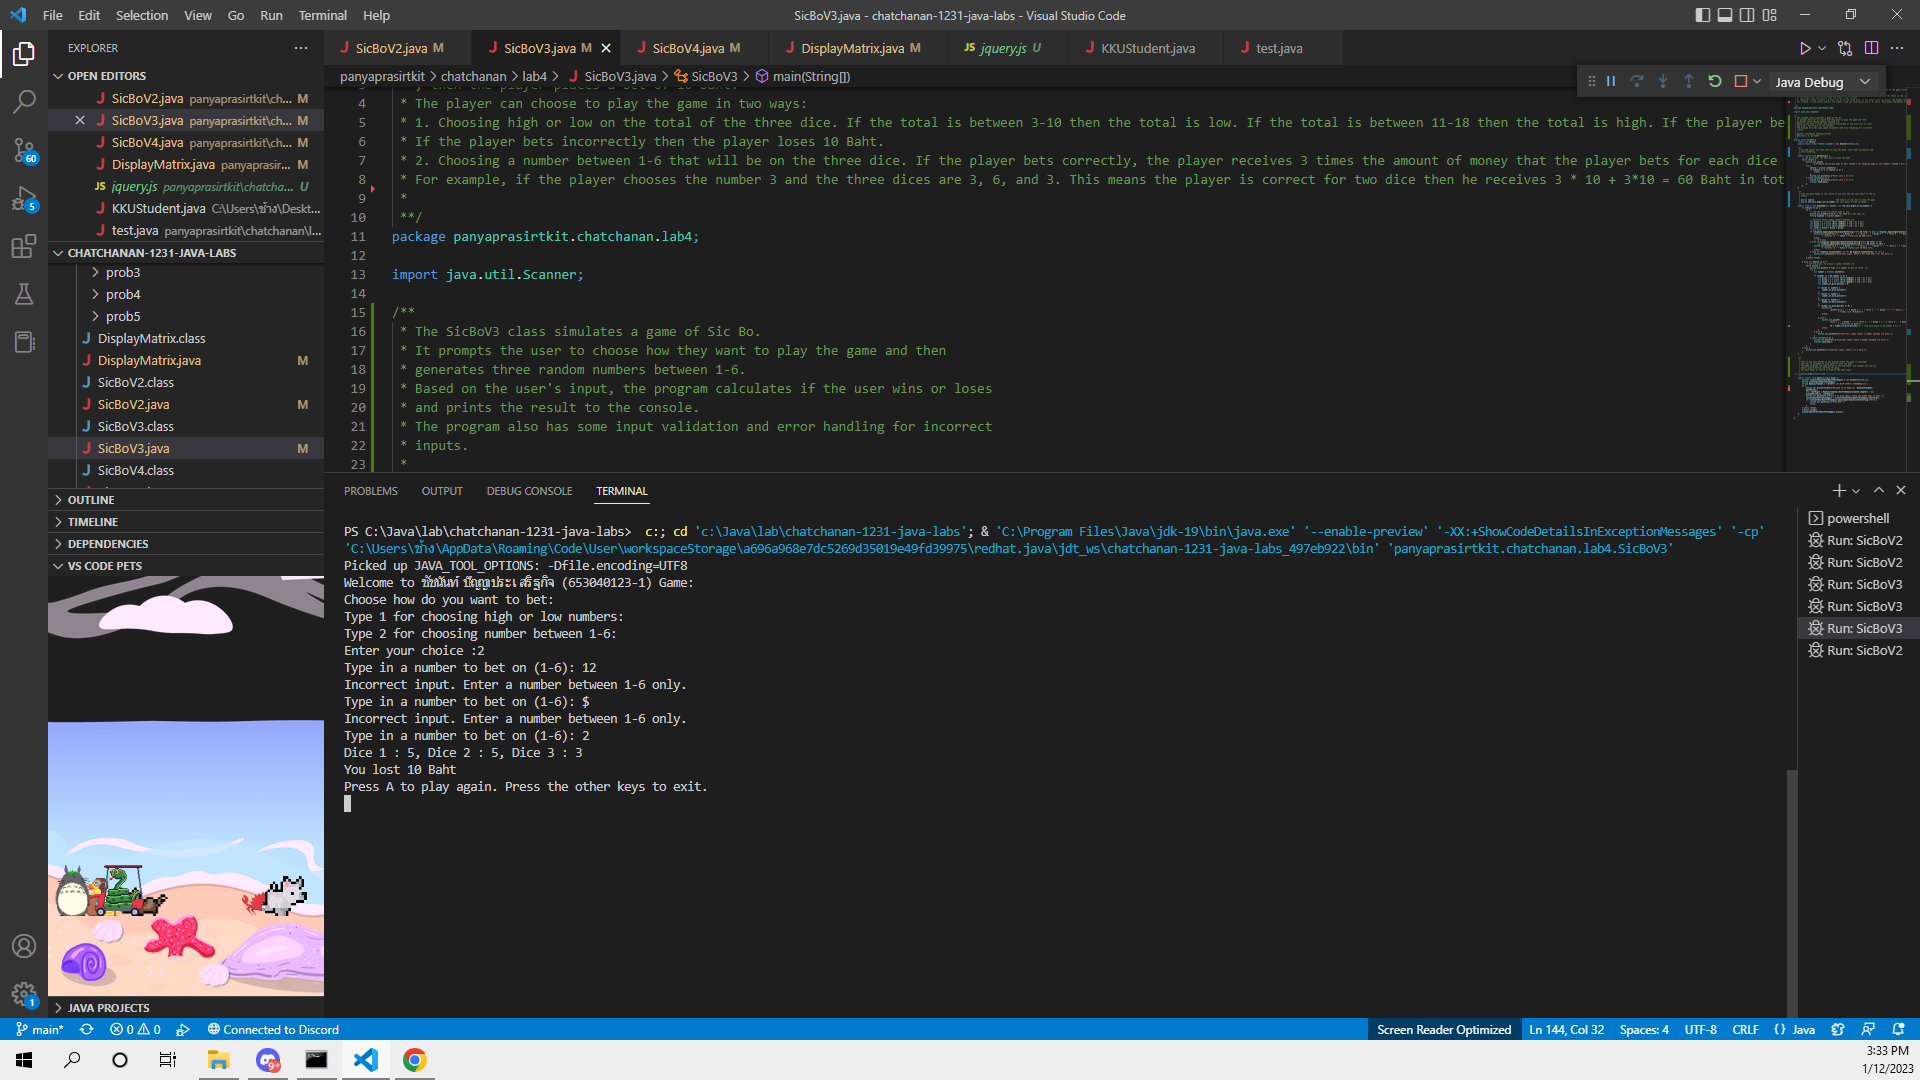 File Edit Selection View Go Run Terminal Help
SicBoV3.java - chatchanan-1231-java-labs - Visual Studio Code
EXPLORER
OPEN EDITORS
SicBoV2.java panyaprasirtkit\ch... M
SicBoV3.java panyaprasirtkit\ch... M
SicBoV4.java panyaprasirtkit\ch... M
DisplayMatrix.java panyaprasir... M
JS jquery.js panyaprasirtkit\chatcha... U
KKUStudent.java C:\Users\ช้าง\Deskt...
test.java panyaprasirtkit\chatchanan\l...
CHATCHANAN-1231-JAVA-LABS
prob3
prob4
prob5
DisplayMatrix.class
DisplayMatrix.java M
SicBoV2.class
SicBoV2.java M
SicBoV3.class
SicBoV3.java M
SicBoV4.class
OUTLINE
TIMELINE
DEPENDENCIES
VS CODE PETS
JAVA PROJECTS
60
5
1
SicBoV2.java M SicBoV3.java M SicBoV4.java M DisplayMatrix.java M JS jquery.js U KKUStudent.java test.java
panyaprasirtkit > chatchanan > lab4 > SicBoV3.java > SicBoV3 > main(String[])
Java Debug
4 * The player can choose to play the game in two ways:
5 * 1. Choosing high or low on the total of the three dice. If the total is between 3-10 then the total is low. If the total is between 11-18 then the total is high. If the player be
6 * If the player bets incorrectly then the player loses 10 Baht.
7 * 2. Choosing a number between 1-6 that will be on the three dice. If the player bets correctly, the player receives 3 times the amount of money that the player bets for each dice
8 * For example, if the player chooses the number 3 and the three dices are 3, 6, and 3. This means the player is correct for two dice then he receives 3 * 10 + 3*10 = 60 Baht in tot
9 *
10 **/
11 package panyaprasirtkit.chatchanan.lab4;
12
13 import java.util.Scanner;
14
15 /**
16 * The SicBoV3 class simulates a game of Sic Bo.
17 * It prompts the user to choose how they want to play the game and then
18 * generates three random numbers between 1-6.
19 * Based on the user's input, the program calculates if the user wins or loses
20 * and prints the result to the console.
21 * The program also has some input validation and error handling for incorrect
22 * inputs.
23 *
PROBLEMS OUTPUT DEBUG CONSOLE TERMINAL
PS C:\Java\lab\chatchanan-1231-java-labs> c:; cd 'c:\Java\lab\chatchanan-1231-java-labs'; & 'C:\Program Files\Java\jdk-19\bin\java.exe' '--enable-preview' '-XX:+ShowCodeDetailsInExceptionMessages' '-cp'
'C:\Users\ช้าง\AppData\Roaming\Code\User\workspaceStorage\a696a968e7dc5269d35019e49fd39975\redhat.java\jdt_ws\chatchanan-1231-java-labs_497eb922\bin' 'panyaprasirtkit.chatchanan.lab4.SicBoV3'
Picked up JAVA_TOOL_OPTIONS: -Dfile.encoding=UTF8
Welcome to ชัชนันท์ ปัญญาประเสริฐกิจ (653040123-1) Game:
Choose how do you want to bet:
Type 1 for choosing high or low numbers:
Type 2 for choosing number between 1-6:
Enter your choice :2
Type in a number to bet on (1-6): 12
Incorrect input. Enter a number between 1-6 only.
Type in a number to bet on (1-6): $
Incorrect input. Enter a number between 1-6 only.
Type in a number to bet on (1-6): 2
Dice 1 : 5, Dice 2 : 5, Dice 3 : 3
You lost 10 Baht
Press A to play again. Press the other keys to exit.
powershell
Run: SicBoV2
Run: SicBoV2
Run: SicBoV3
Run: SicBoV3
Run: SicBoV3
Run: SicBoV2
main* 0 0 Connected to Discord
Screen Reader Optimized Ln 144, Col 32 Spaces: 4 UTF-8 CRLF {} Java
9+
3:33 PM
1/12/2023